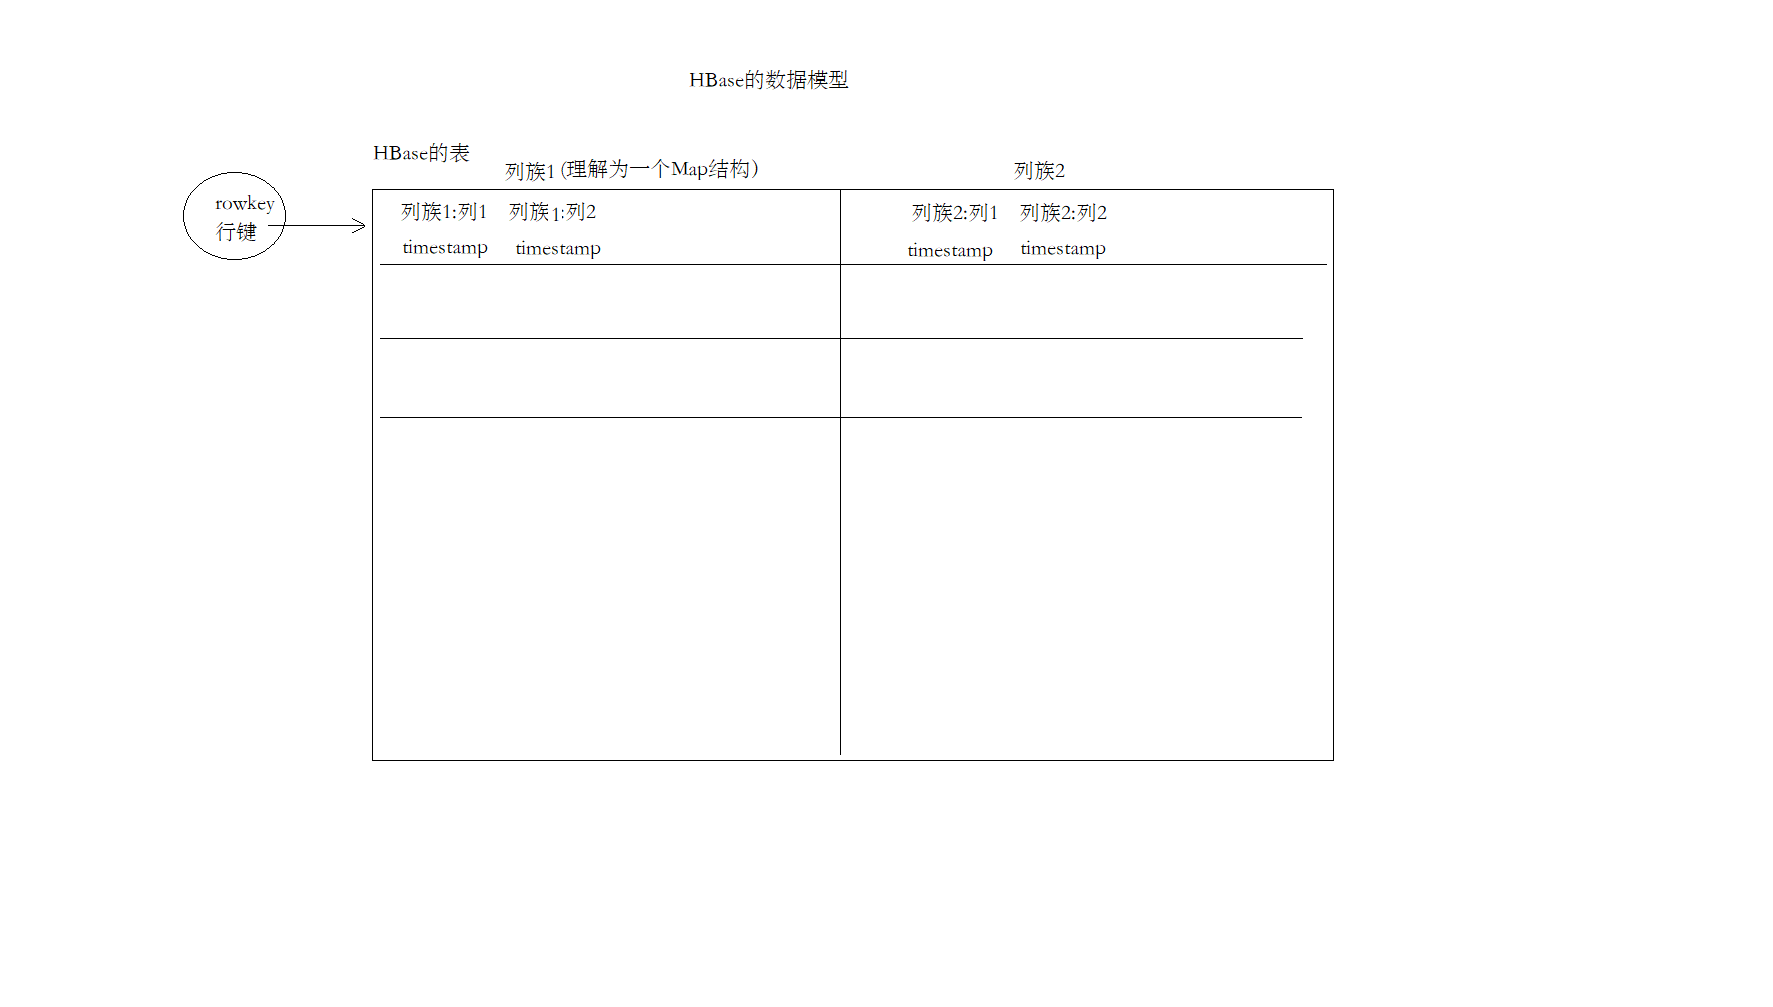 HBase的数据模型
HBase的表
列族1 (理解为一个Map结构） 列族2
rowkey
行键
列族1:列1 列族1:列2 列族2:列1 列族2:列2
timestamp timestamp timestamp timestamp